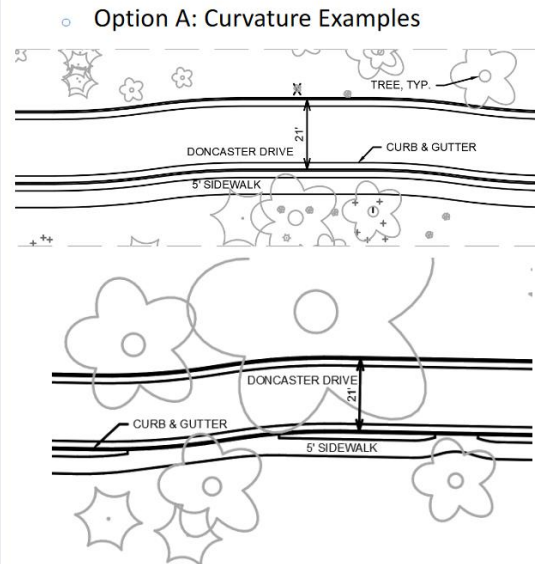 Option A: Curvature Examples
TREE, TYP.
21'
DONCASTER DRIVE
CURB & GUTTER
5' SIDEWALK
DONCASTER DRIVE
21'
CURB & GUTTER
5' SIDEWALK